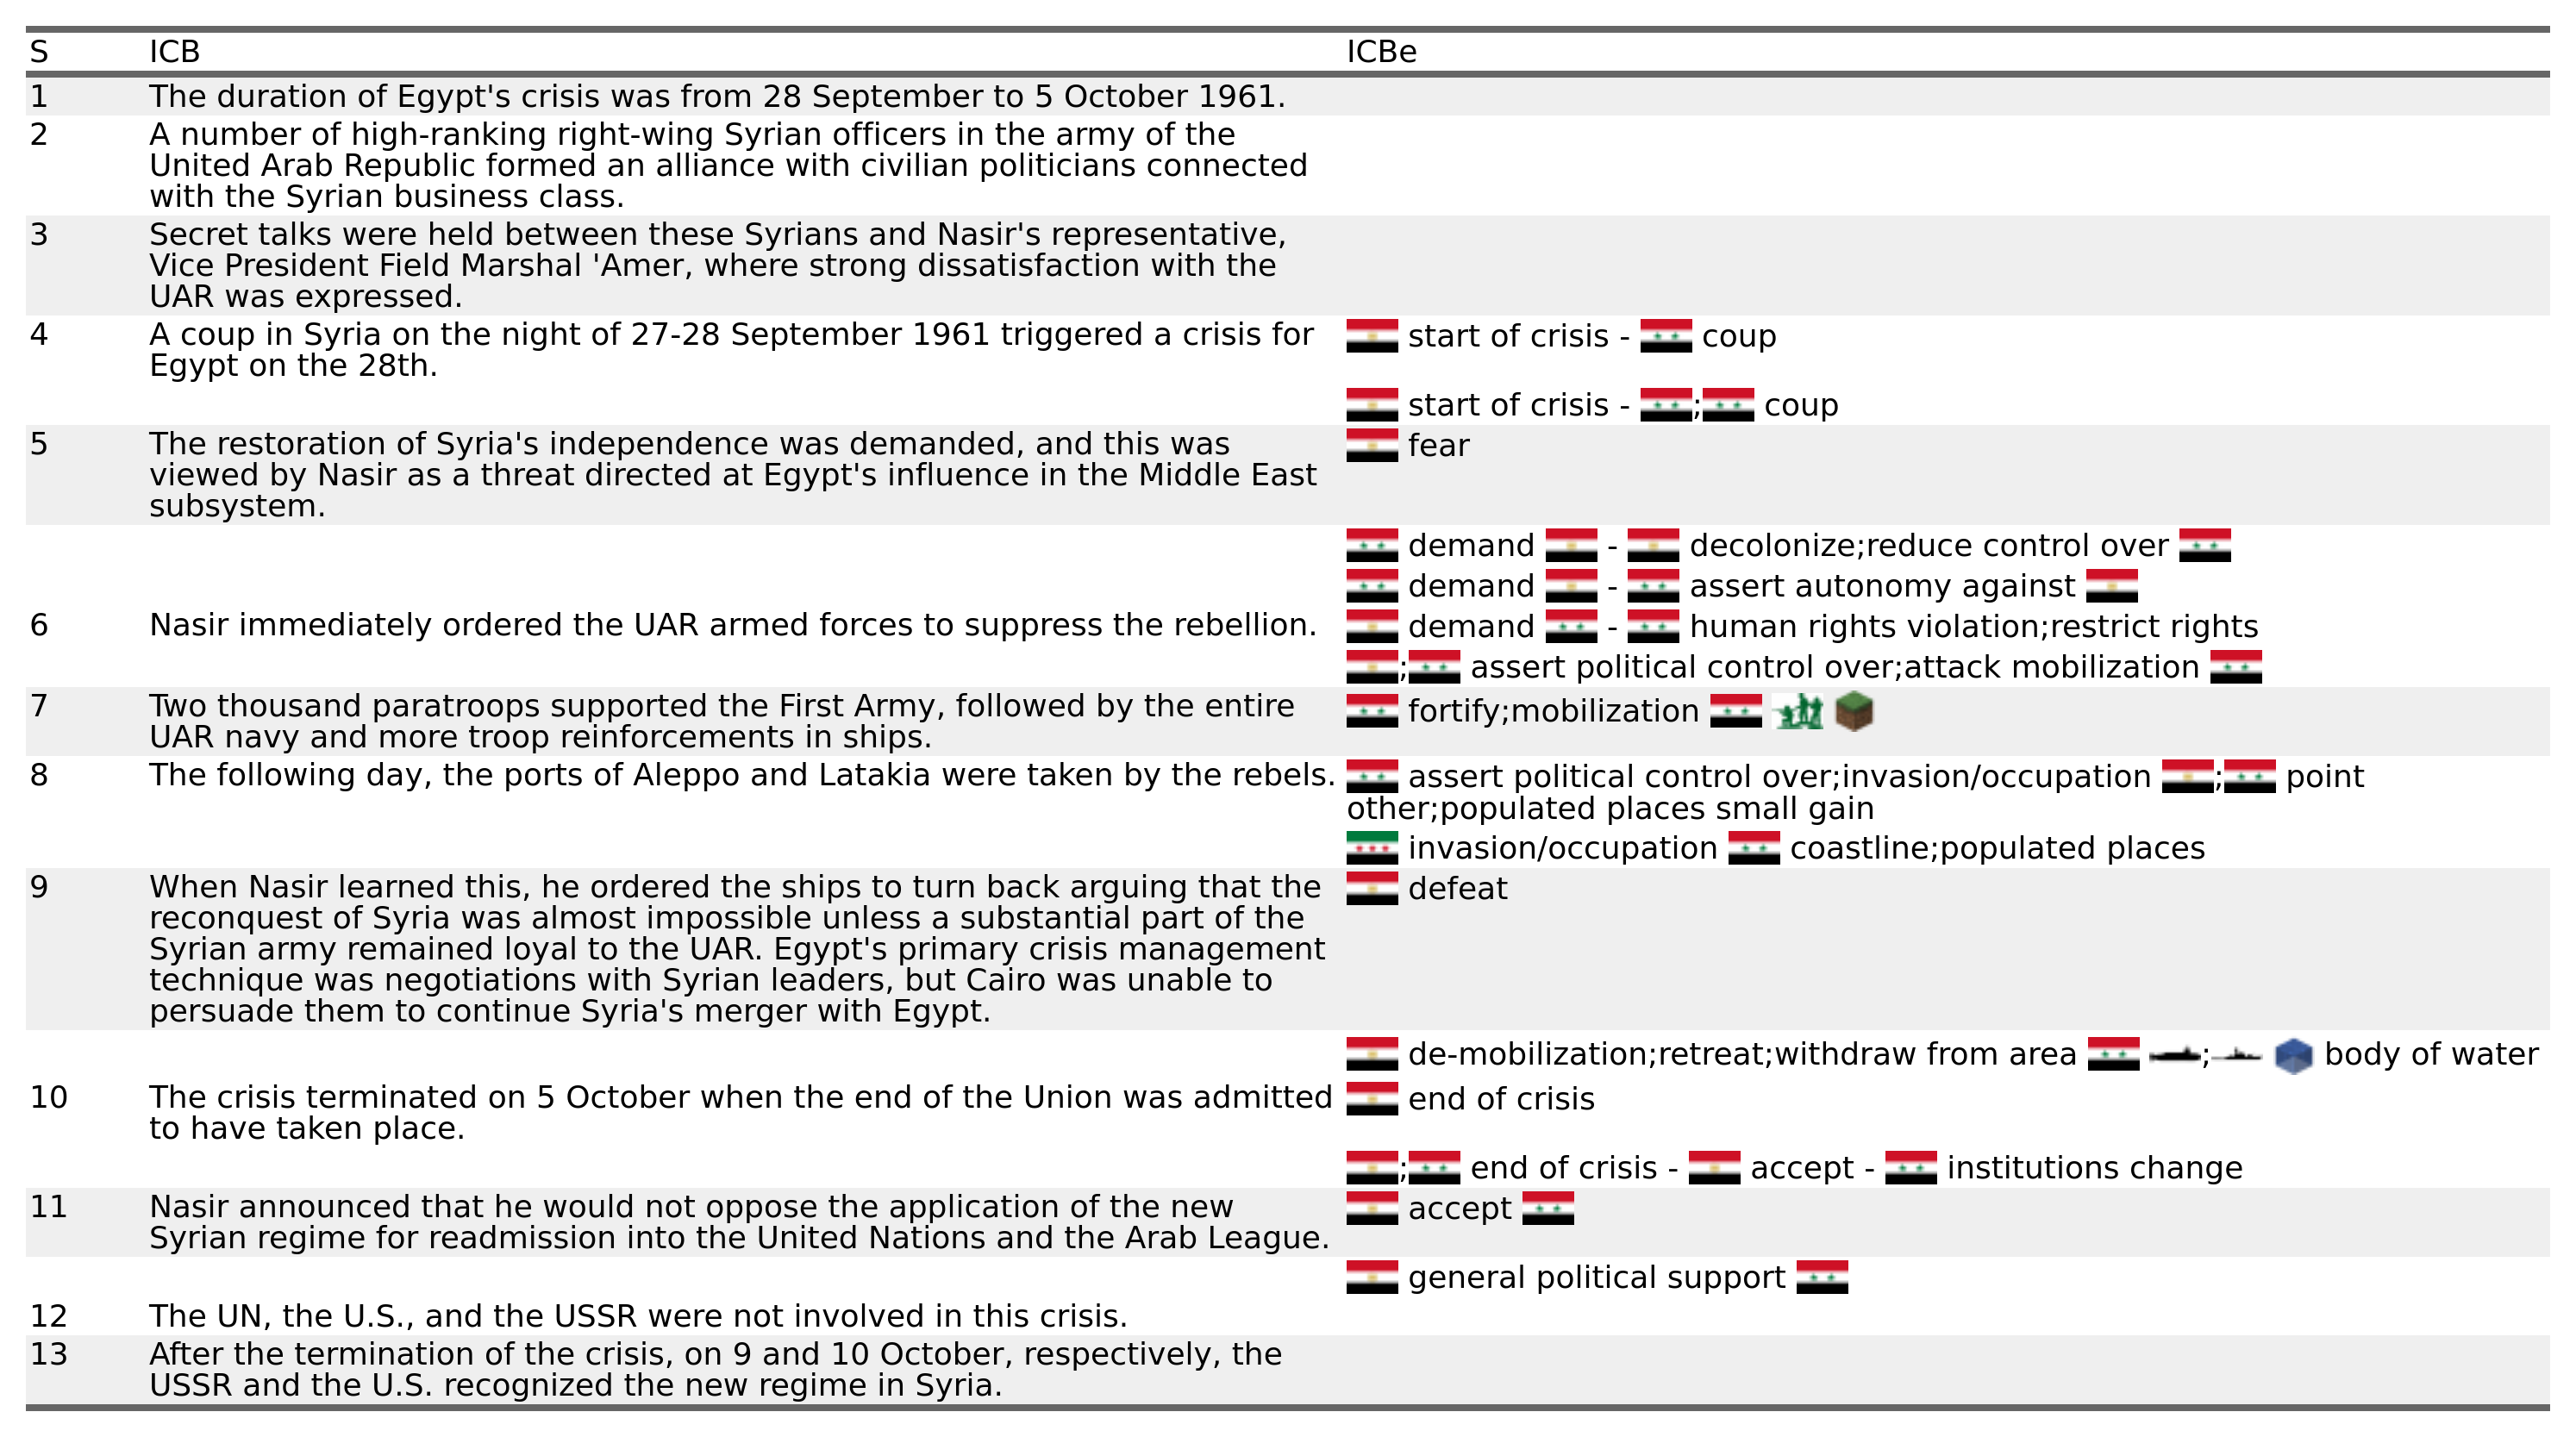 S ICB ICBe
1 The duration of Egypt's crisis was from 28 September to 5 October 1961.
2 A number of high-ranking right-wing Syrian officers in the army of the
United Arab Republic formed an alliance with civilian politicians connected
with the Syrian business class.
3 Secret talks were held between these Syrians and Nasir's representative,
Vice President Field Marshal 'Amer, where strong dissatisfaction with the
UAR was expressed.
4 A coup in Syria on the night of 27-28 September 1961 triggered a crisis for
Egypt on the 28th.
start of crisis - coup
start of crisis - ; coup
5 The restoration of Syria's independence was demanded, and this was
viewed by Nasir as a threat directed at Egypt's influence in the Middle East
subsystem.
fear
demand - decolonize;reduce control over
demand - assert autonomy against
6 Nasir immediately ordered the UAR armed forces to suppress the rebellion.
demand - human rights violation;restrict rights
; assert political control over;attack mobilization
7 Two thousand paratroops supported the First Army, followed by the entire
UAR navy and more troop reinforcements in ships.
fortify;mobilization
8 The following day, the ports of Aleppo and Latakia were taken by the rebels.
assert political control over;invasion/occupation ; point
other;populated places small gain
invasion/occupation coastline;populated places
9 When Nasir learned this, he ordered the ships to turn back arguing that the
reconquest of Syria was almost impossible unless a substantial part of the
Syrian army remained loyal to the UAR. Egypt's primary crisis management
technique was negotiations with Syrian leaders, but Cairo was unable to
persuade them to continue Syria's merger with Egypt.
defeat
de-mobilization;retreat;withdraw from area ; body of water
10 The crisis terminated on 5 October when the end of the Union was admitted
to have taken place.
end of crisis
; end of crisis - accept - institutions change
11 Nasir announced that he would not oppose the application of the new
Syrian regime for readmission into the United Nations and the Arab League.
accept
general political support
12 The UN, the U.S., and the USSR were not involved in this crisis.
13 After the termination of the crisis, on 9 and 10 October, respectively, the
USSR and the U.S. recognized the new regime in Syria.